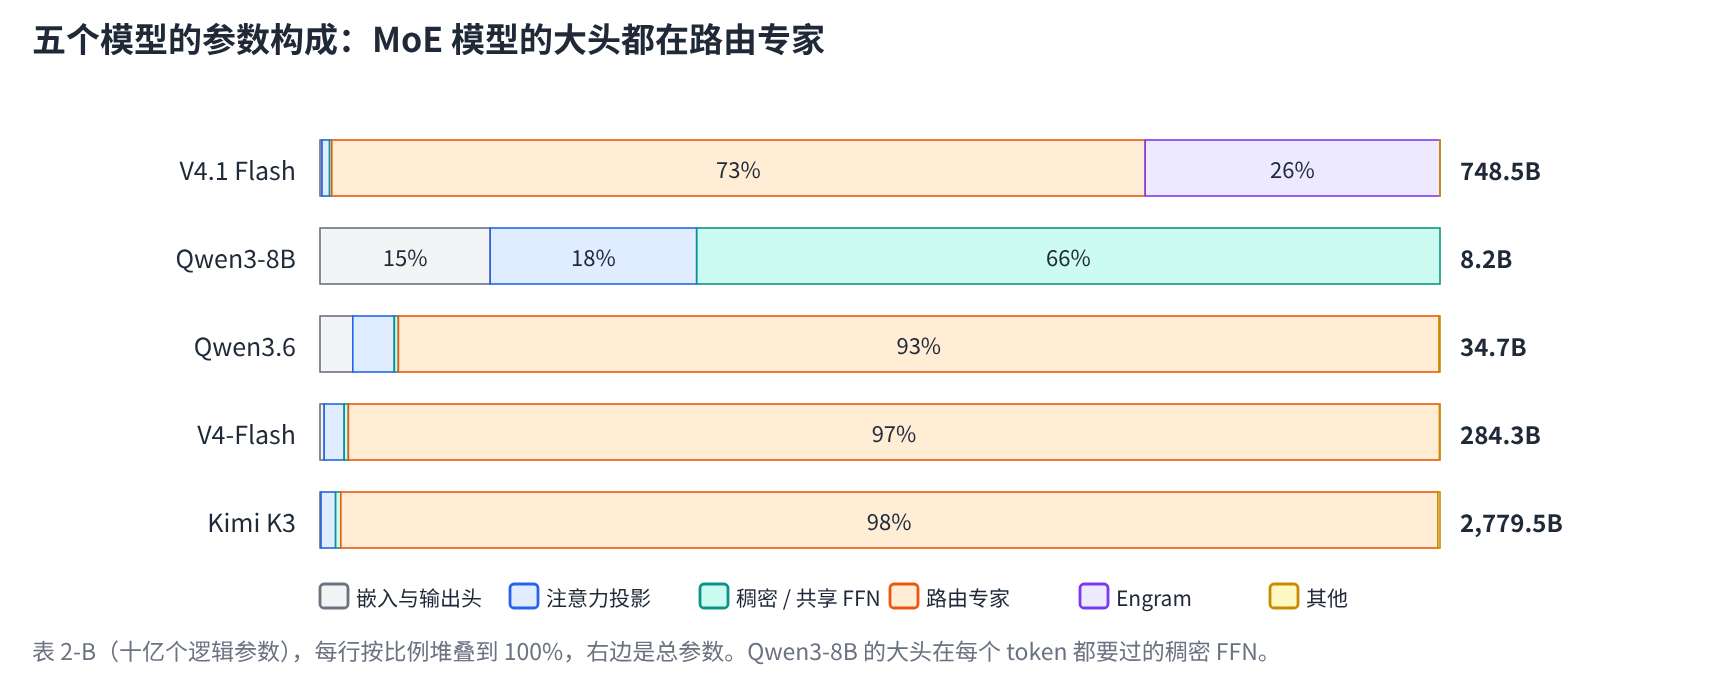 五个模型的参数构成：MoE 模型的大头都在路由专家
V4.1 Flash 73% 26% 748.5B
Qwen3-8B 15% 18% 66% 8.2B
Qwen3.6 93% 34.7B
V4-Flash 97% 284.3B
Kimi K3 98% 2,779.5B
嵌入与输出头 注意力投影 稠密 / 共享 FFN 路由专家 Engram 其他
表 2-B（十亿个逻辑参数），每行按比例堆叠到 100%，右边是总参数。Qwen3-8B 的大头在每个 token 都要过的稠密 FFN。